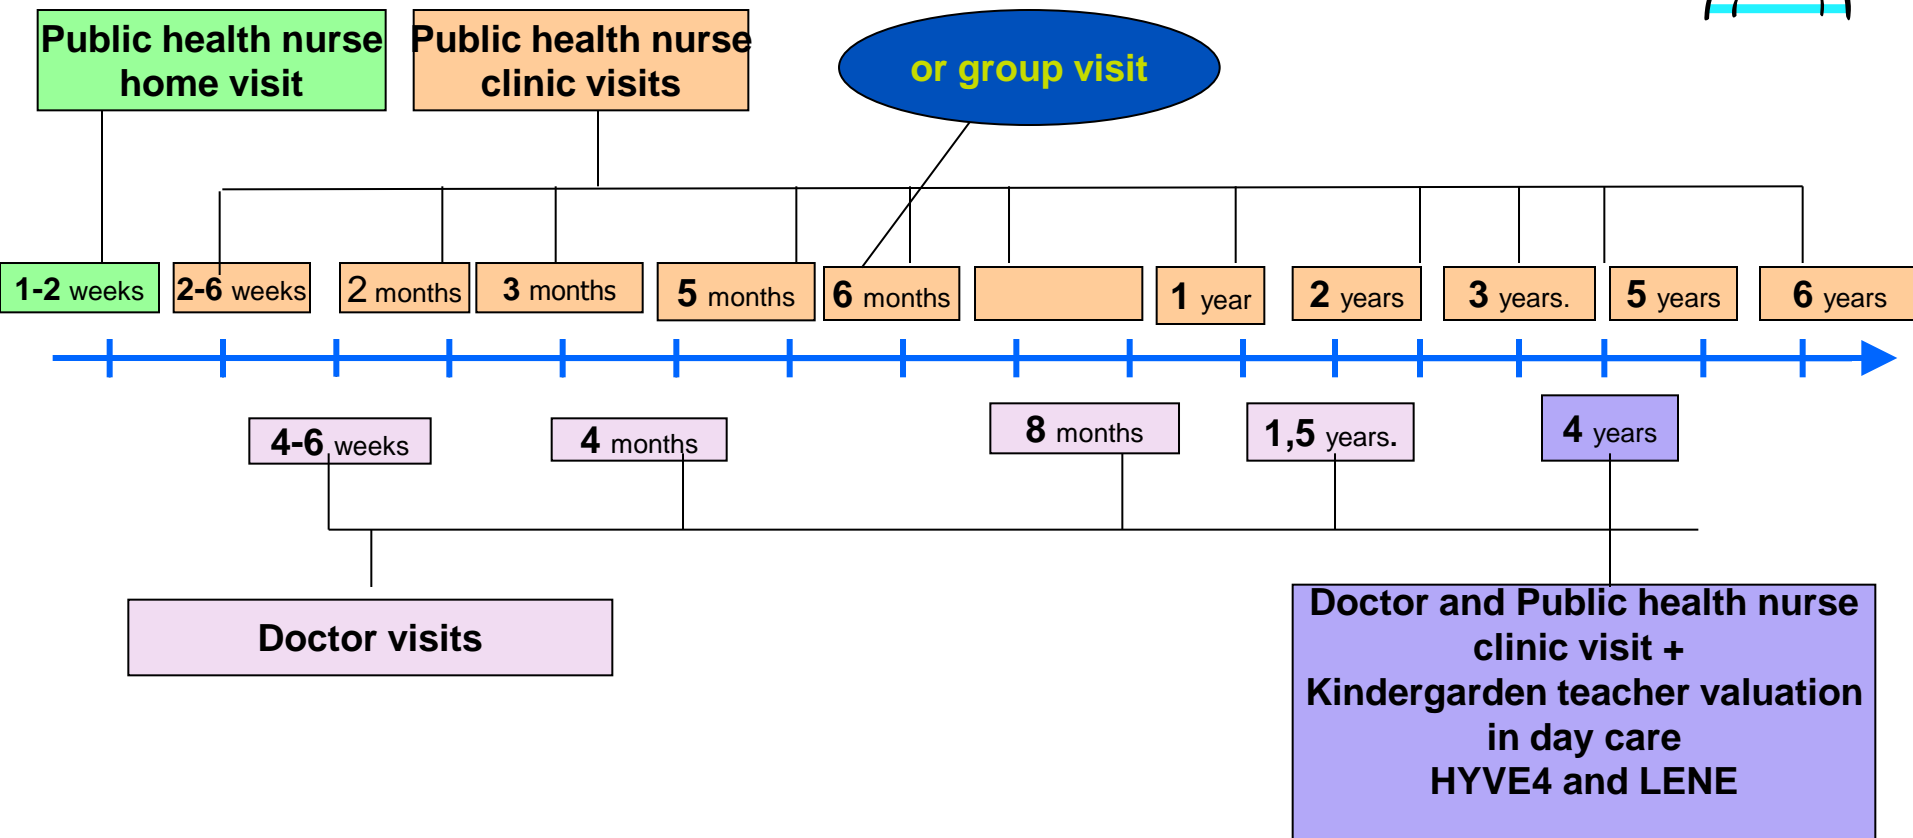 Public health nurse
home visit
Public health nurse
clinic visits
or group visit
1-2 weeks
2-6 weeks
2 months
3 months
5 months
6 months
1 year
2 years
3 years.
5 years
6 years
4-6 weeks
4 months
8 months
1,5 years.
4 years
Doctor visits
Doctor and Public health nurse
clinic visit +
Kindergarden teacher valuation
in day care
HYVE4 and LENE